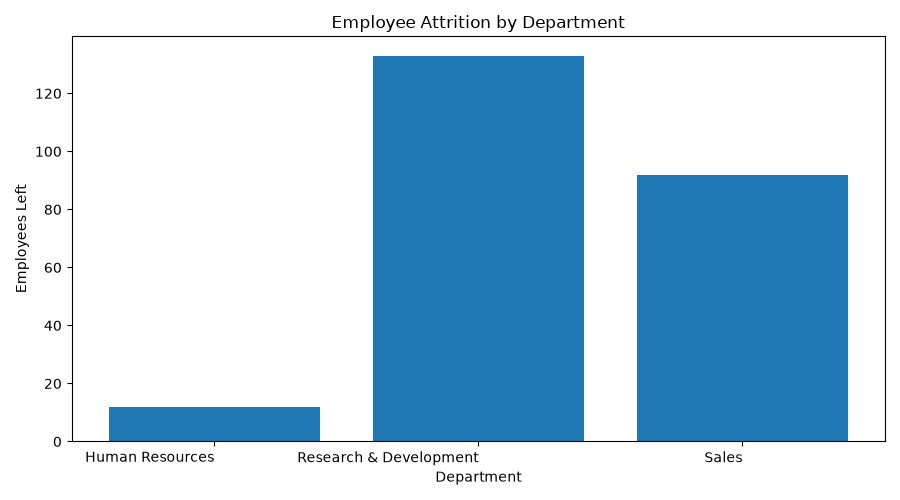 Employee Attrition by Department
Employees Left
120
100
80
60
40
20
0
Human Resources
Research & Development
Sales
Department